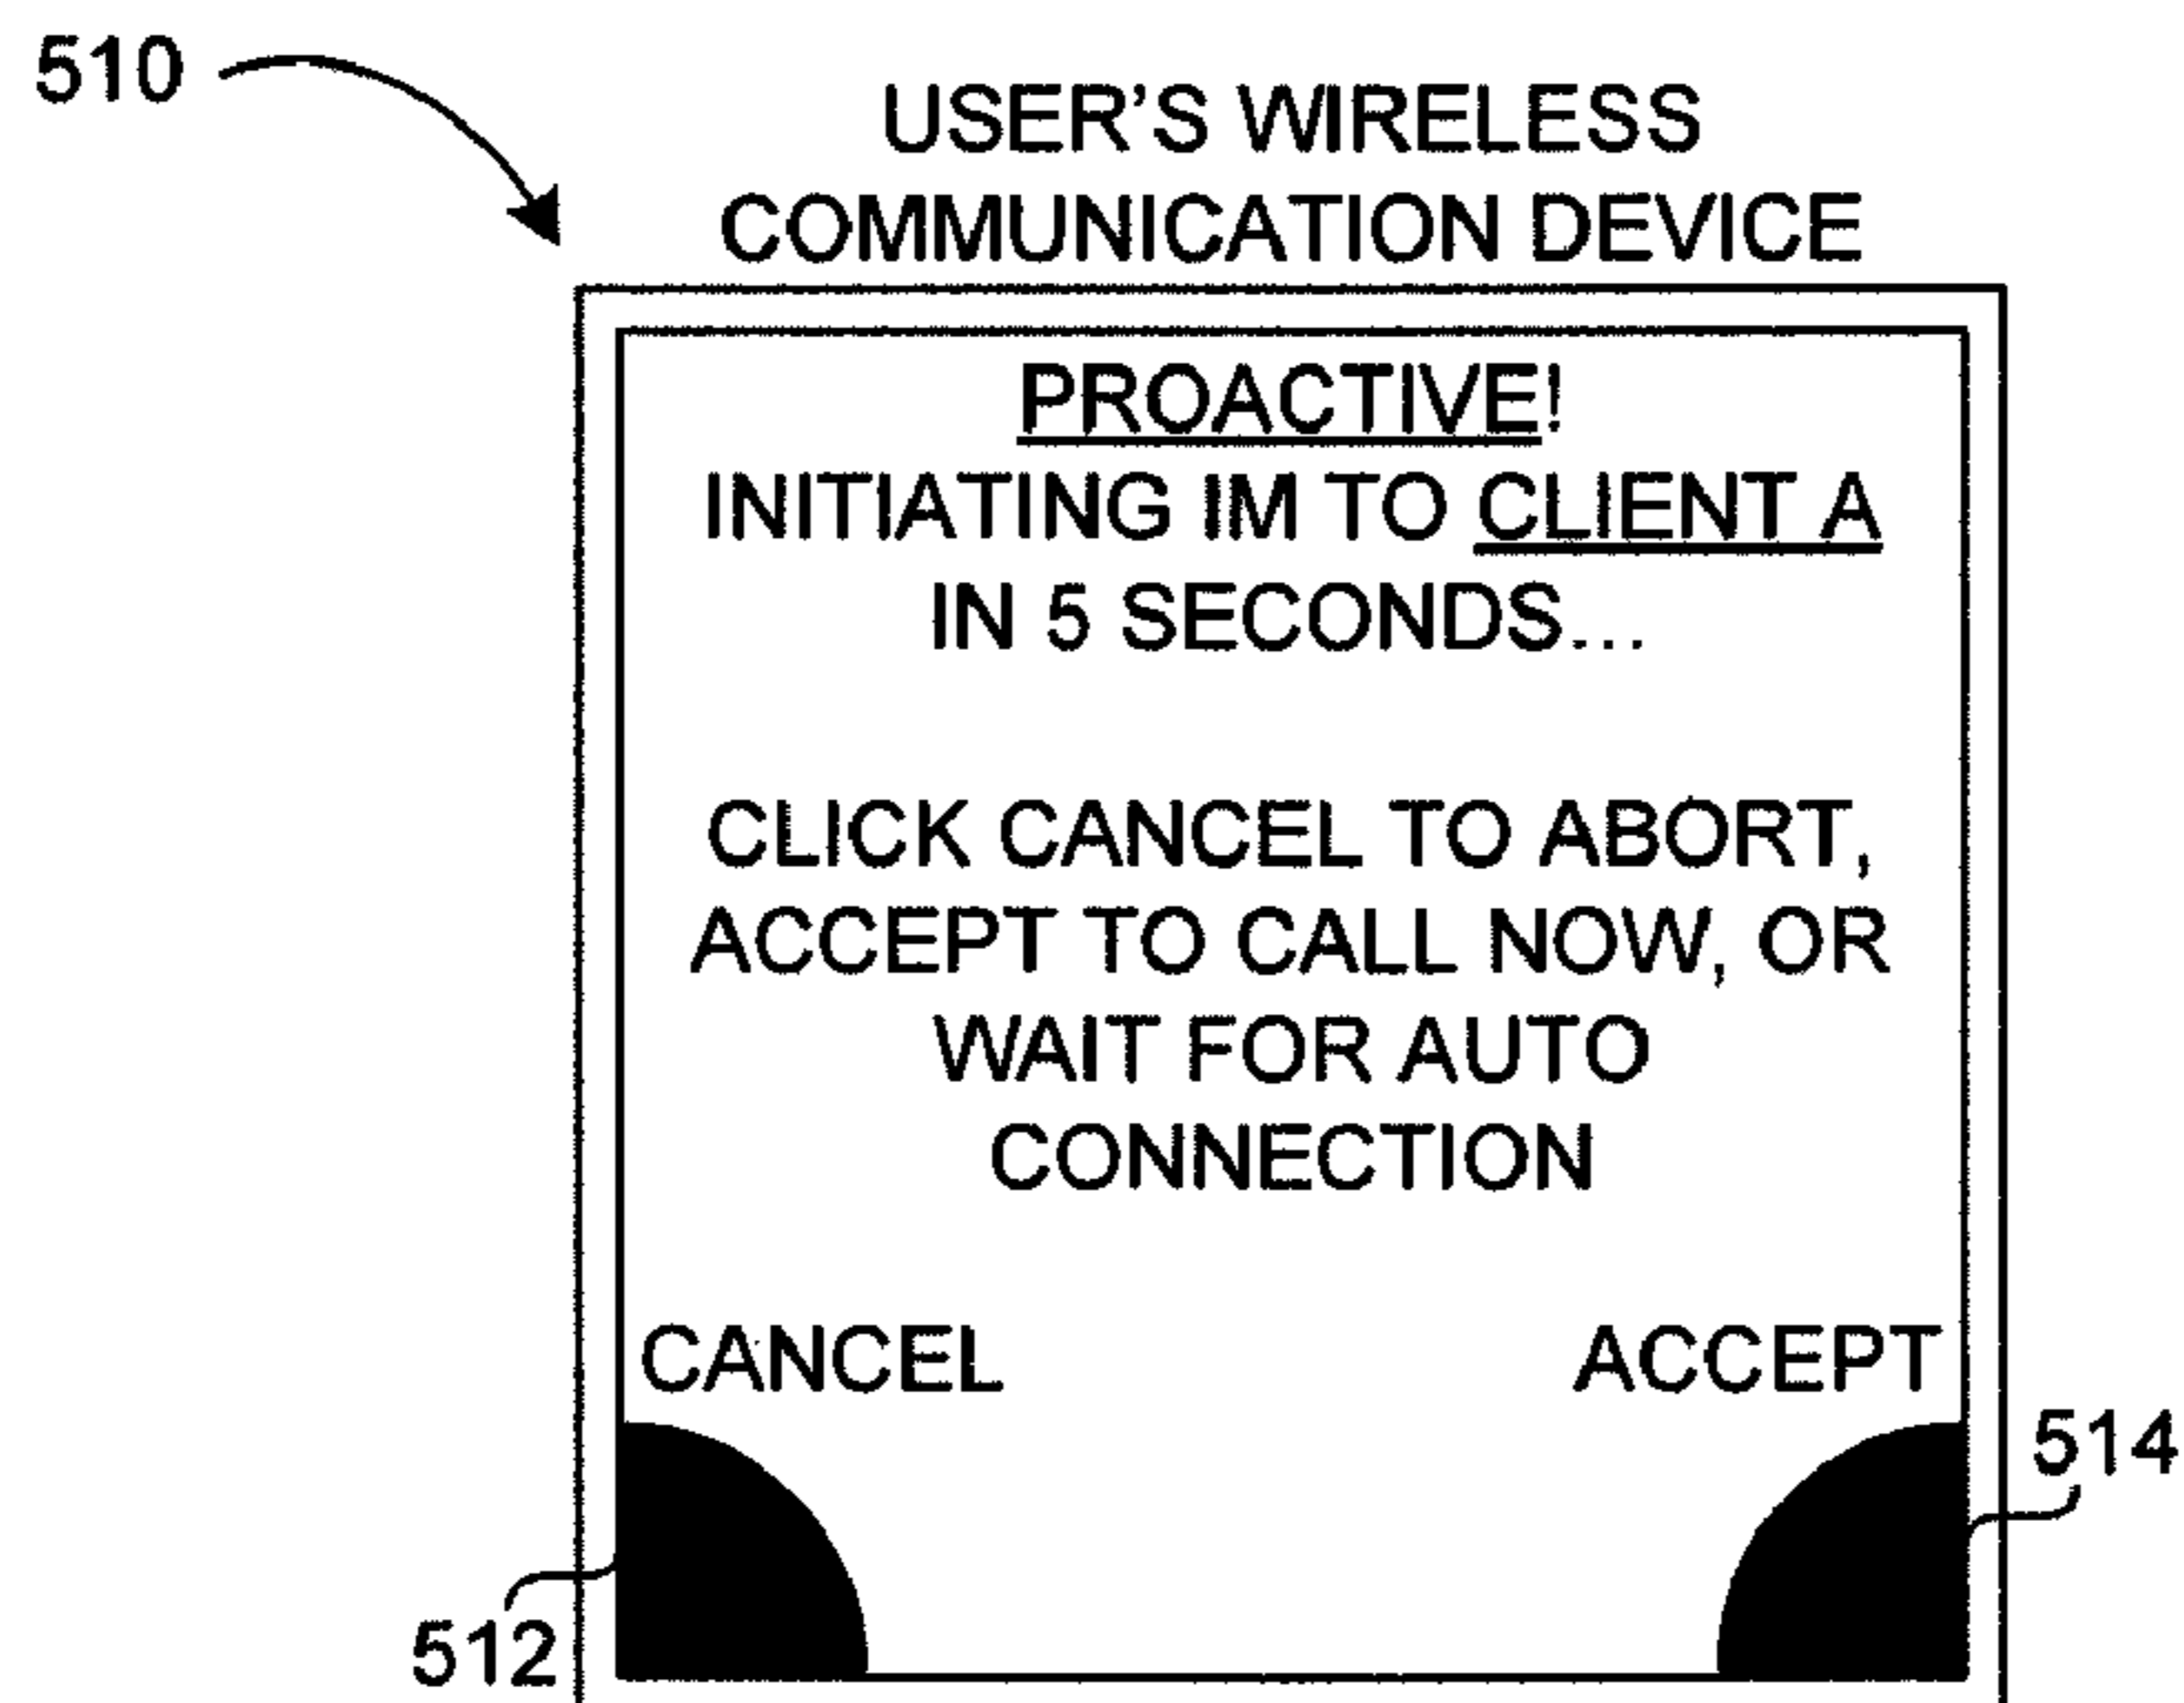 510
USER'S WIRELESS
COMMUNICATION DEVICE
PROACTIVE!
INITIATING IM TO CLIENT A
IN 5 SECONDS...
CLICK CANCEL TO ABORT,
ACCEPT TO CALL NOW, OR
WAIT FOR AUTO
CONNECTION
CANCEL
ACCEPT
514
512